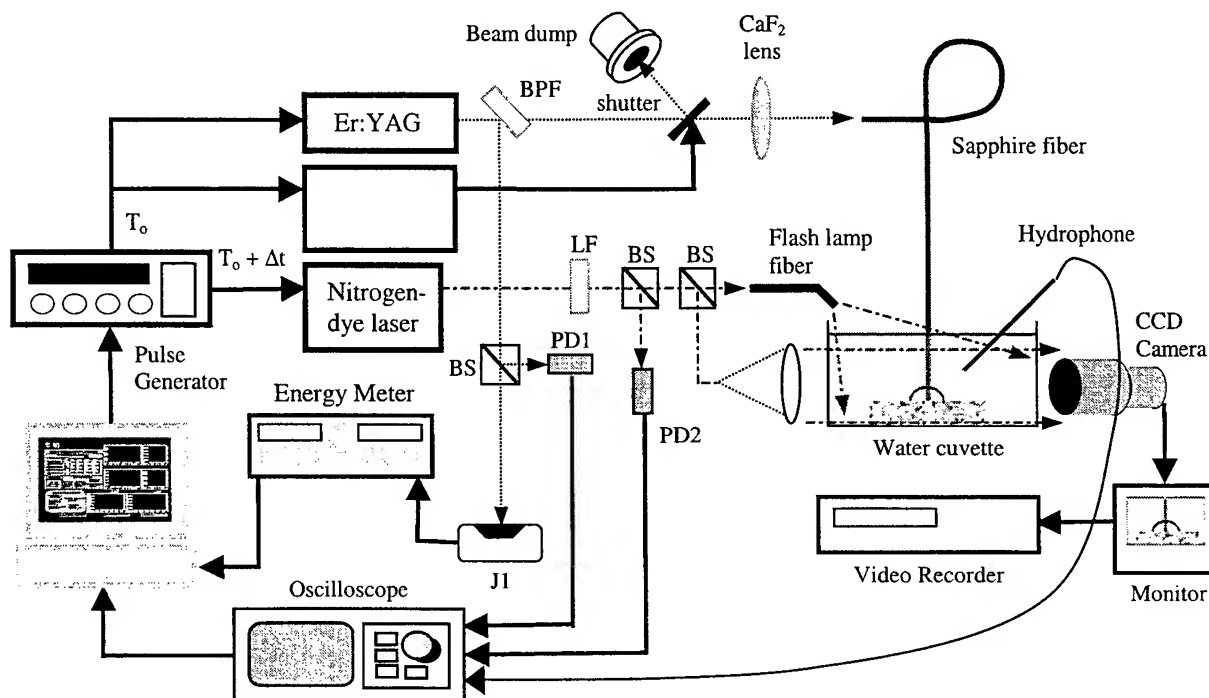 Beam dump
CaF2
lens
BPF
shutter
Er:YAG
Sapphire fiber
To
To + Δt
LF
BS
BS
Flash lamp
fiber
Hydrophone
Nitrogen-
dye laser
CCD
Camera
Pulse
Generator
BS
PD1
Energy Meter
PD2
Water cuvette
J1
Video Recorder
Monitor
Oscilloscope